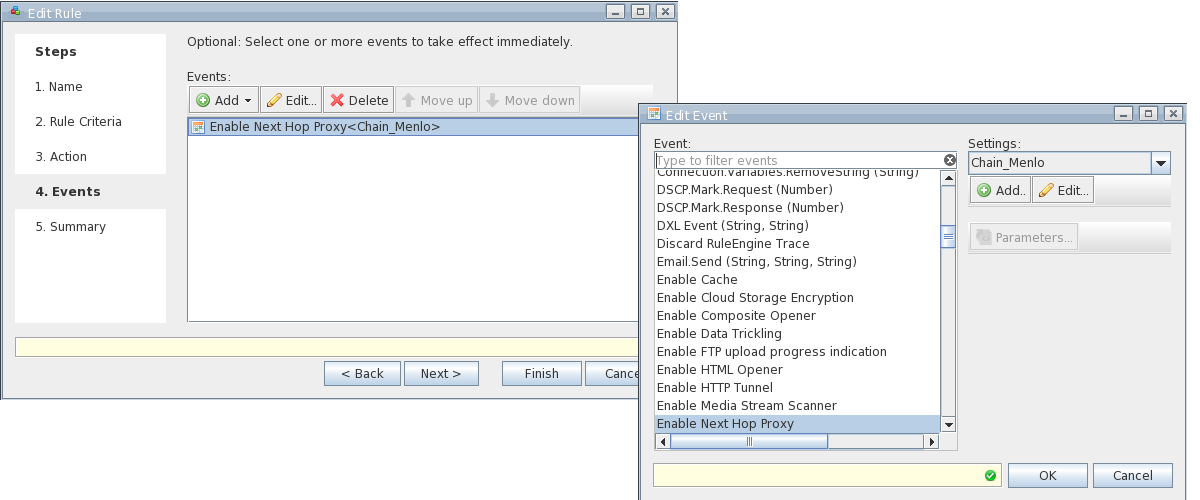 Edit Rule
Steps
1. Name
2. Rule Criteria
3. Action
4. Events
5. Summary
Optional: Select one or more events to take effect immediately.
Events:
Add Edit... Delete Move up Move down
Enable Next Hop Proxy<Chain_Menlo>
< Back Next > Finish Cance
Edit Event
Event:
Type to filter events
Connection.Variables.RemoveString (String)
DSCP.Mark.Request (Number)
DSCP.Mark.Response (Number)
DXL Event (String, String)
Discard RuleEngine Trace
Email.Send (String, String, String)
Enable Cache
Enable Cloud Storage Encryption
Enable Composite Opener
Enable Data Trickling
Enable FTP upload progress indication
Enable HTML Opener
Enable HTTP Tunnel
Enable Media Stream Scanner
Enable Next Hop Proxy
Settings:
Chain_Menlo
Add.. Edit...
Parameters...
OK Cancel